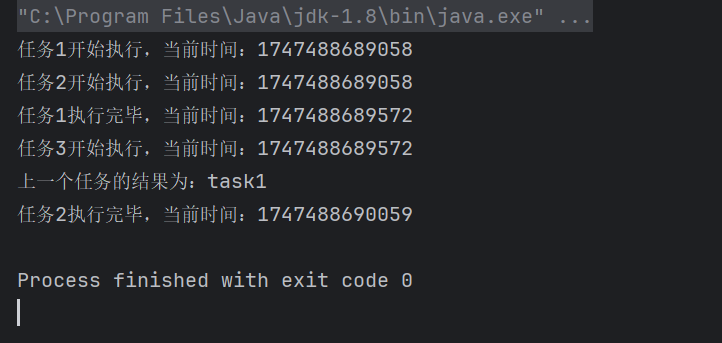 "C:\Program Files\Java\jdk-1.8\bin\java.exe" ...
任务1开始执行，当前时间：1747488689058
任务2开始执行，当前时间：1747488689058
任务1执行完毕，当前时间：1747488689572
任务3开始执行，当前时间：1747488689572
上一个任务的结果为：task1
任务2执行完毕，当前时间：1747488690059
Process finished with exit code 0